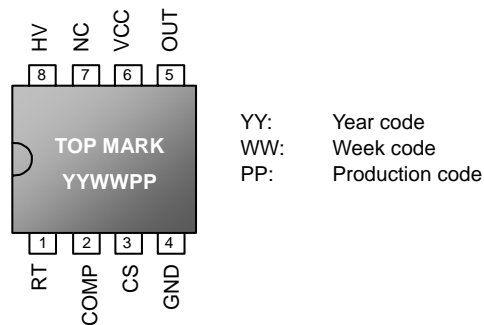 HV NC VCC OUT
8 7 6 5
TOP MARK
YYWWPP
1 2 3 4
RT COMP CS GND
YY: Year code
WW: Week code
PP: Production code